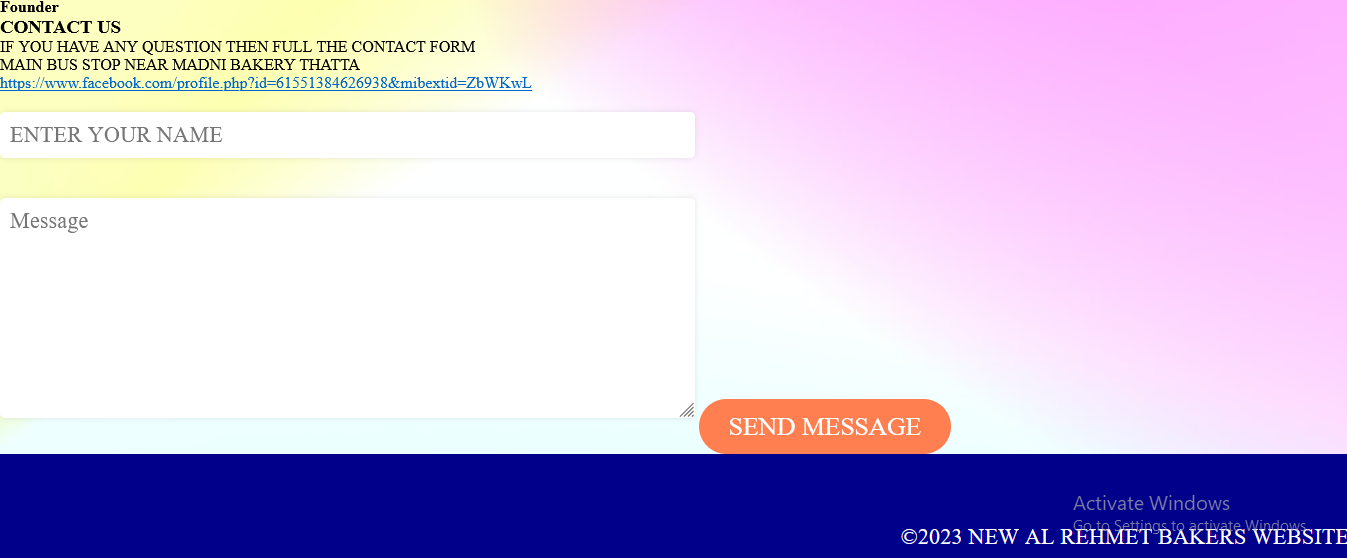 Founder
CONTACT US
IF YOU HAVE ANY QUESTION THEN FULL THE CONTACT FORM
MAIN BUS STOP NEAR MADNI BAKERY THATTA
https://www.facebook.com/profile.php?id=61551384626938&mibextid=ZbWKwL
ENTER YOUR NAME
Message
SEND MESSAGE
Activate Windows
Go to Settings to activate Windows.
©2023 NEW AL REHMET BAKERS WEBSITE